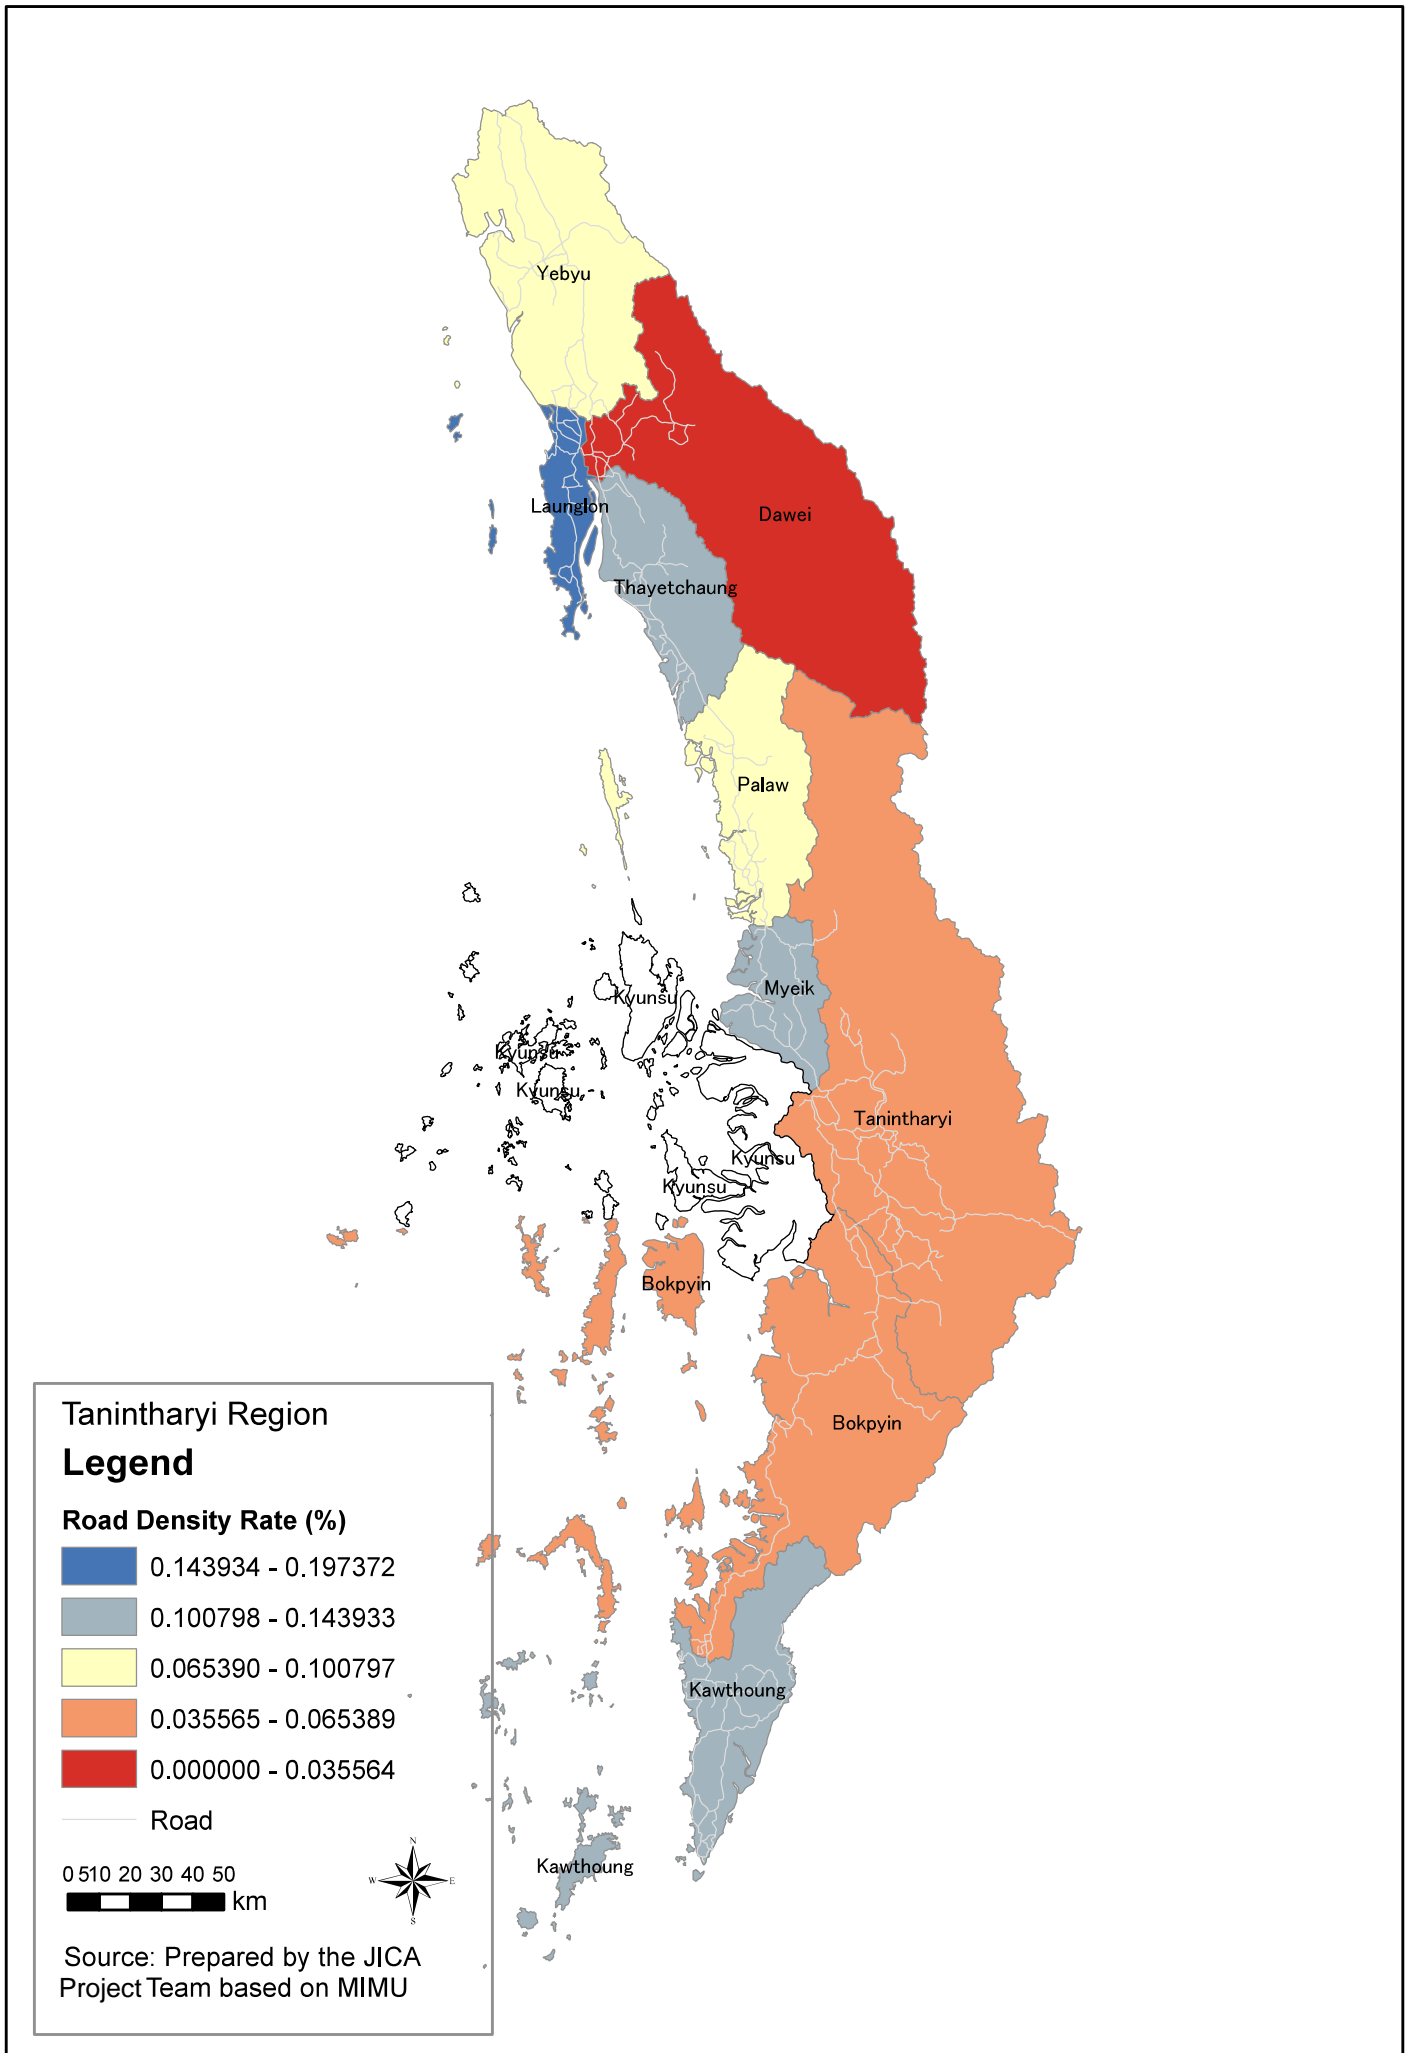 Yebyu
Dawei
Launglon
Thayetchaung
Palaw
Myeik
Kyunsu
Kyunsu
Kyunsu
Tanintharyi
Kyunsu
Kyunsu
Bokpyin
Bokpyin
Kawthoung
Kawthoung
Tanintharyi Region
Legend
Road Density Rate (%)
0.143934 - 0.197372
0.100798 - 0.143933
0.065390 - 0.100797
0.035565 - 0.065389
0.000000 - 0.035564
Road
N
W E
S
0 510 20 30 40 50
km
Source: Prepared by the JICA
Project Team based on MIMU